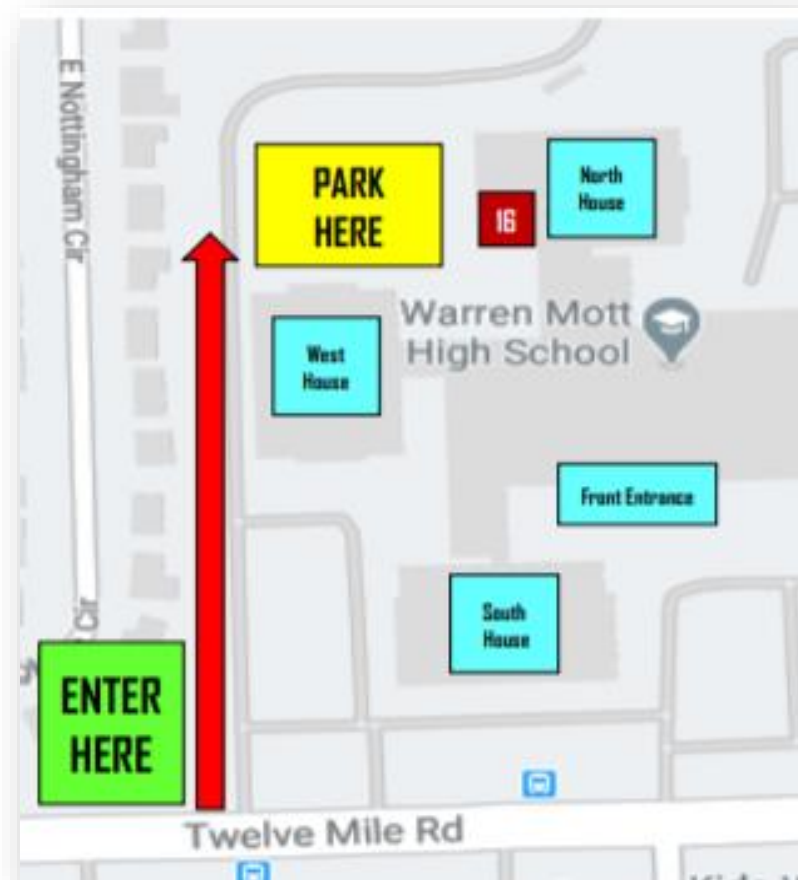 E Nottingham Cir
PARK
HERE
North
House
16
Warren Mott
High School
West
House
Front Entrance
South
House
Cir
ENTER
HERE
Twelve Mile Rd